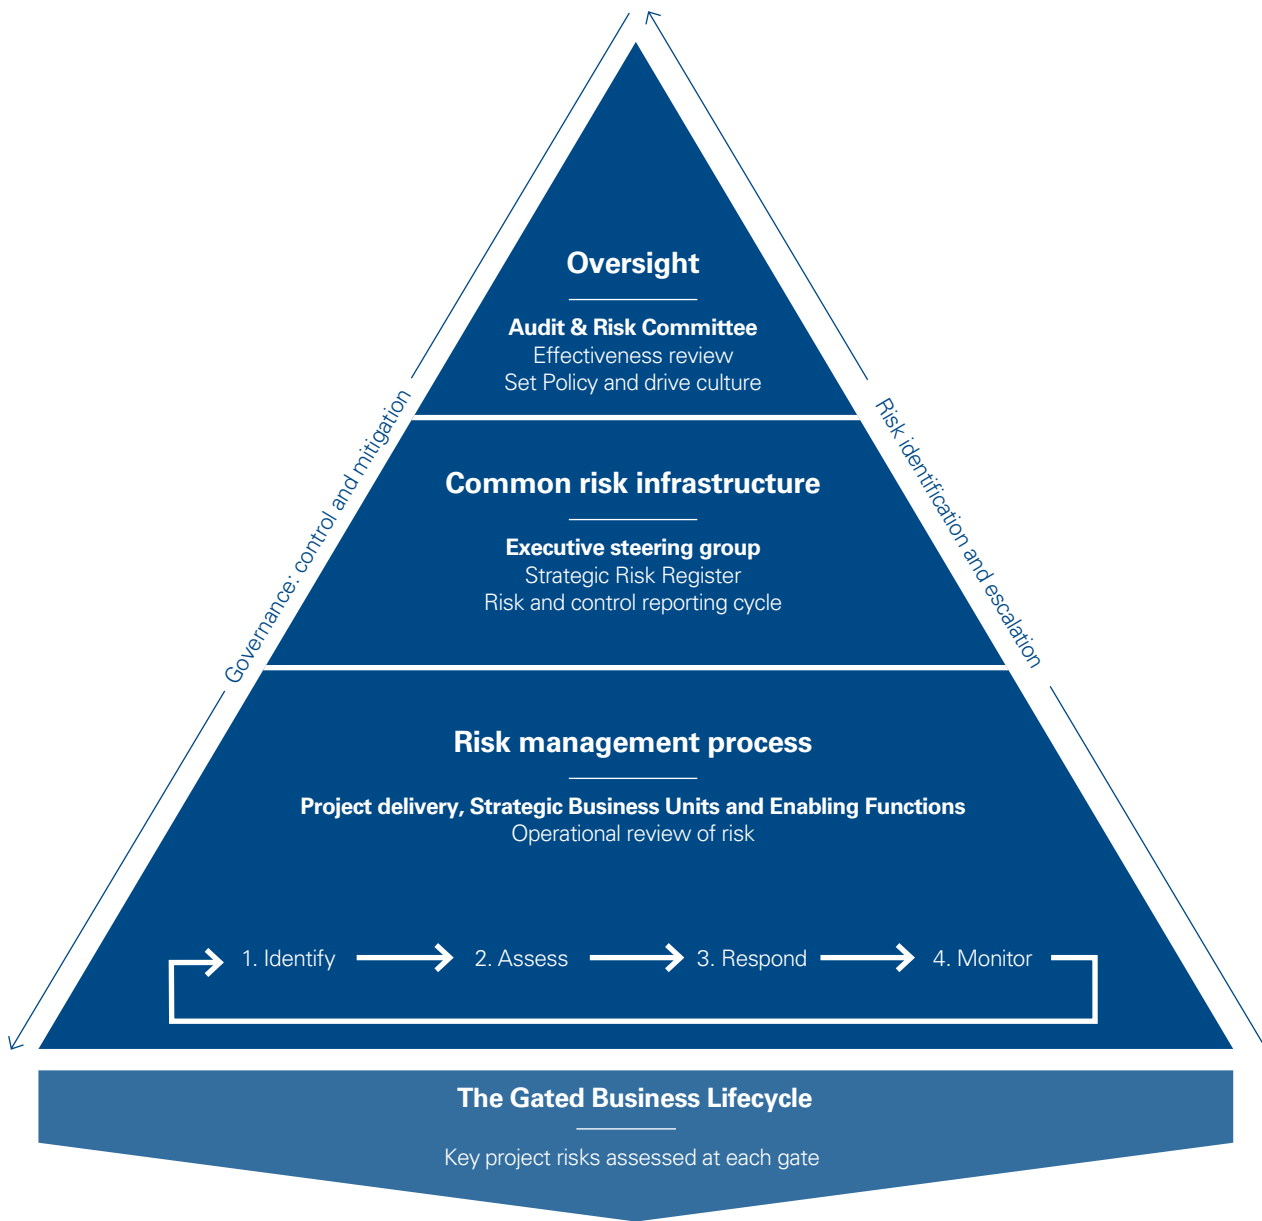 Oversight
Audit & Risk Committee
Effectiveness review
Set Policy and drive culture
Governance: control and mitigation
Risk identification and escalation
Common risk infrastructure
Executive steering group
Strategic Risk Register
Risk and control reporting cycle
Risk management process
Project delivery, Strategic Business Units and Enabling Functions
Operational review of risk
1. Identify
2. Assess
3. Respond
4. Monitor
The Gated Business Lifecycle
Key project risks assessed at each gate